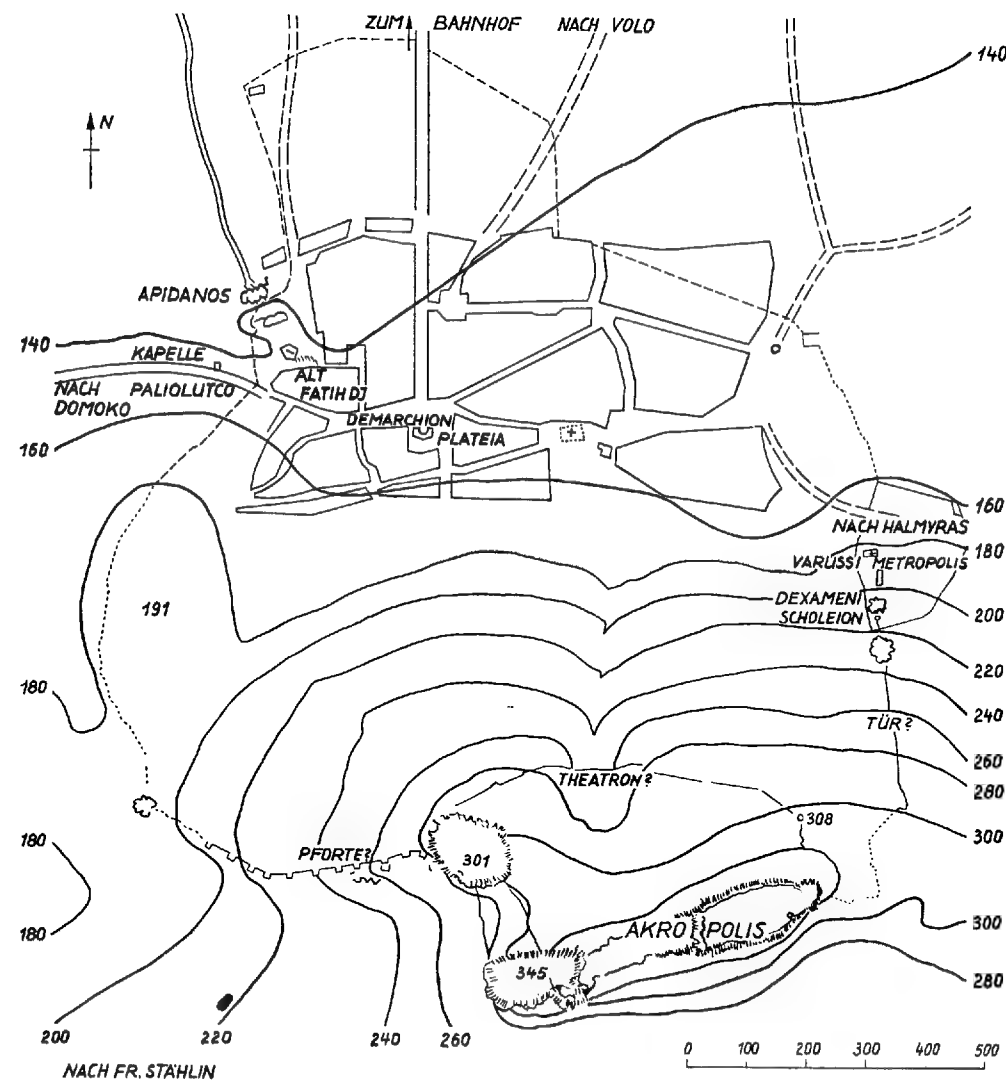 ZUM BAHNHOF NACH VOLO
140
N
APIDANOS
140
KAPELLE
NACH PALIOLUTCO
DOMOKO
ALT
FATIH DJ
DEMARCHION
PLATEIA
160
160
NACH HALMYRAS
180
VARUSSI METROPOLIS
DEXAMENI
SCHOLEION
200
191
220
180
240
TÜR?
260
THEATRON?
280
308
300
180
PFORTE?
301
AKROPOLIS
300
180
345
280
200
220
240
260
0 100 200 300 400 500
NACH FR. STÄHLIN